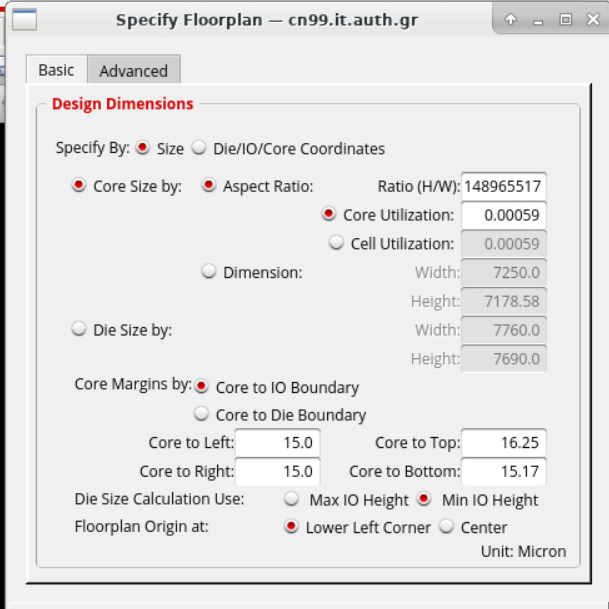 Specify Floorplan — cn99.it.auth.gr
Basic Advanced
Design Dimensions
Specify By: Size Die/IO/Core Coordinates
Core Size by: Aspect Ratio: Ratio (H/W): 148965517
Core Utilization: 0.00059
Cell Utilization: 0.00059
Dimension: Width: 7250.0
Height: 7178.58
Die Size by: Width: 7760.0
Height: 7690.0
Core Margins by: Core to IO Boundary
Core to Die Boundary
Core to Left: 15.0 Core to Top: 16.25
Core to Right: 15.0 Core to Bottom: 15.17
Die Size Calculation Use: Max IO Height Min IO Height
Floorplan Origin at: Lower Left Corner Center
Unit: Micron